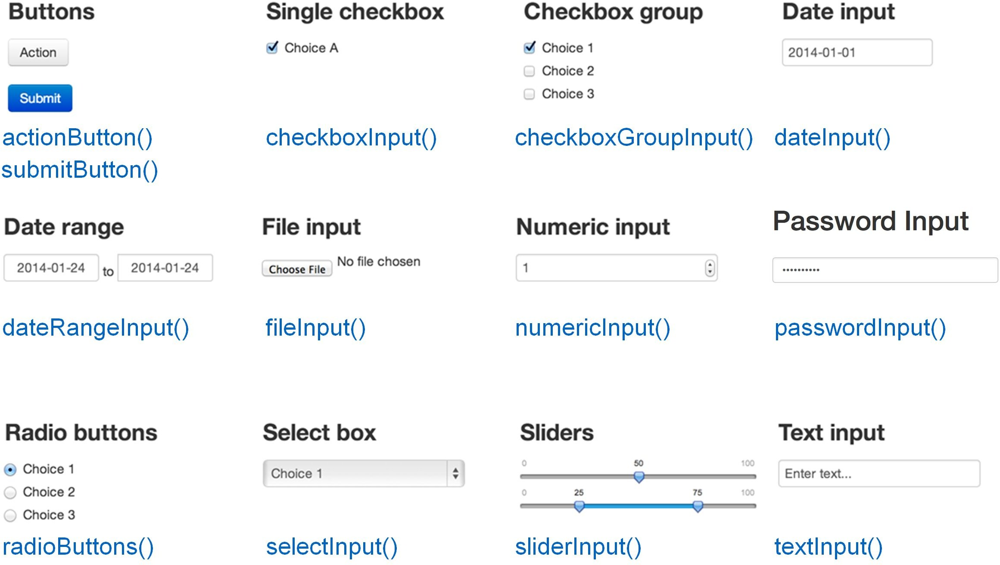 Buttons
Action
Submit
actionButton()
submitButton()
Single checkbox
Choice A
checkboxInput()
Checkbox group
Choice 1
Choice 2
Choice 3
checkboxGroupInput()
Date input
2014-01-01
dateInput()
Date range
2014-01-24 to 2014-01-24
dateRangeInput()
File input
Choose File No file chosen
fileInput()
Numeric input
1
numericInput()
Password Input
••••••••••
passwordInput()
Radio buttons
Choice 1
Choice 2
Choice 3
radioButtons()
Select box
Choice 1
selectInput()
Sliders
0 50 100
0 25 75 100
sliderInput()
Text input
Enter text...
textInput()